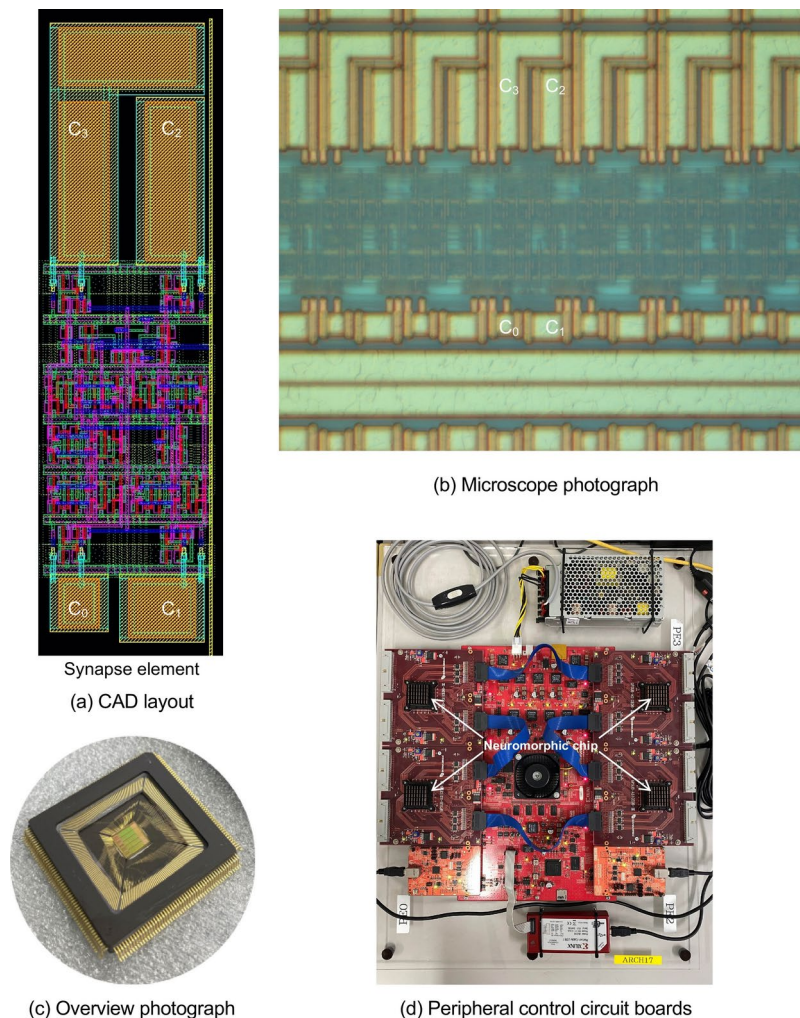 C₃
C₂
C₀
C₁
Synapse element
(a) CAD layout
C₃
C₂
C₀
C₁
(b) Microscope photograph
(c) Overview photograph
PE3
Neuromorphic chip
PE0
PE2
XILINX
ARCH17
(d) Peripheral control circuit boards